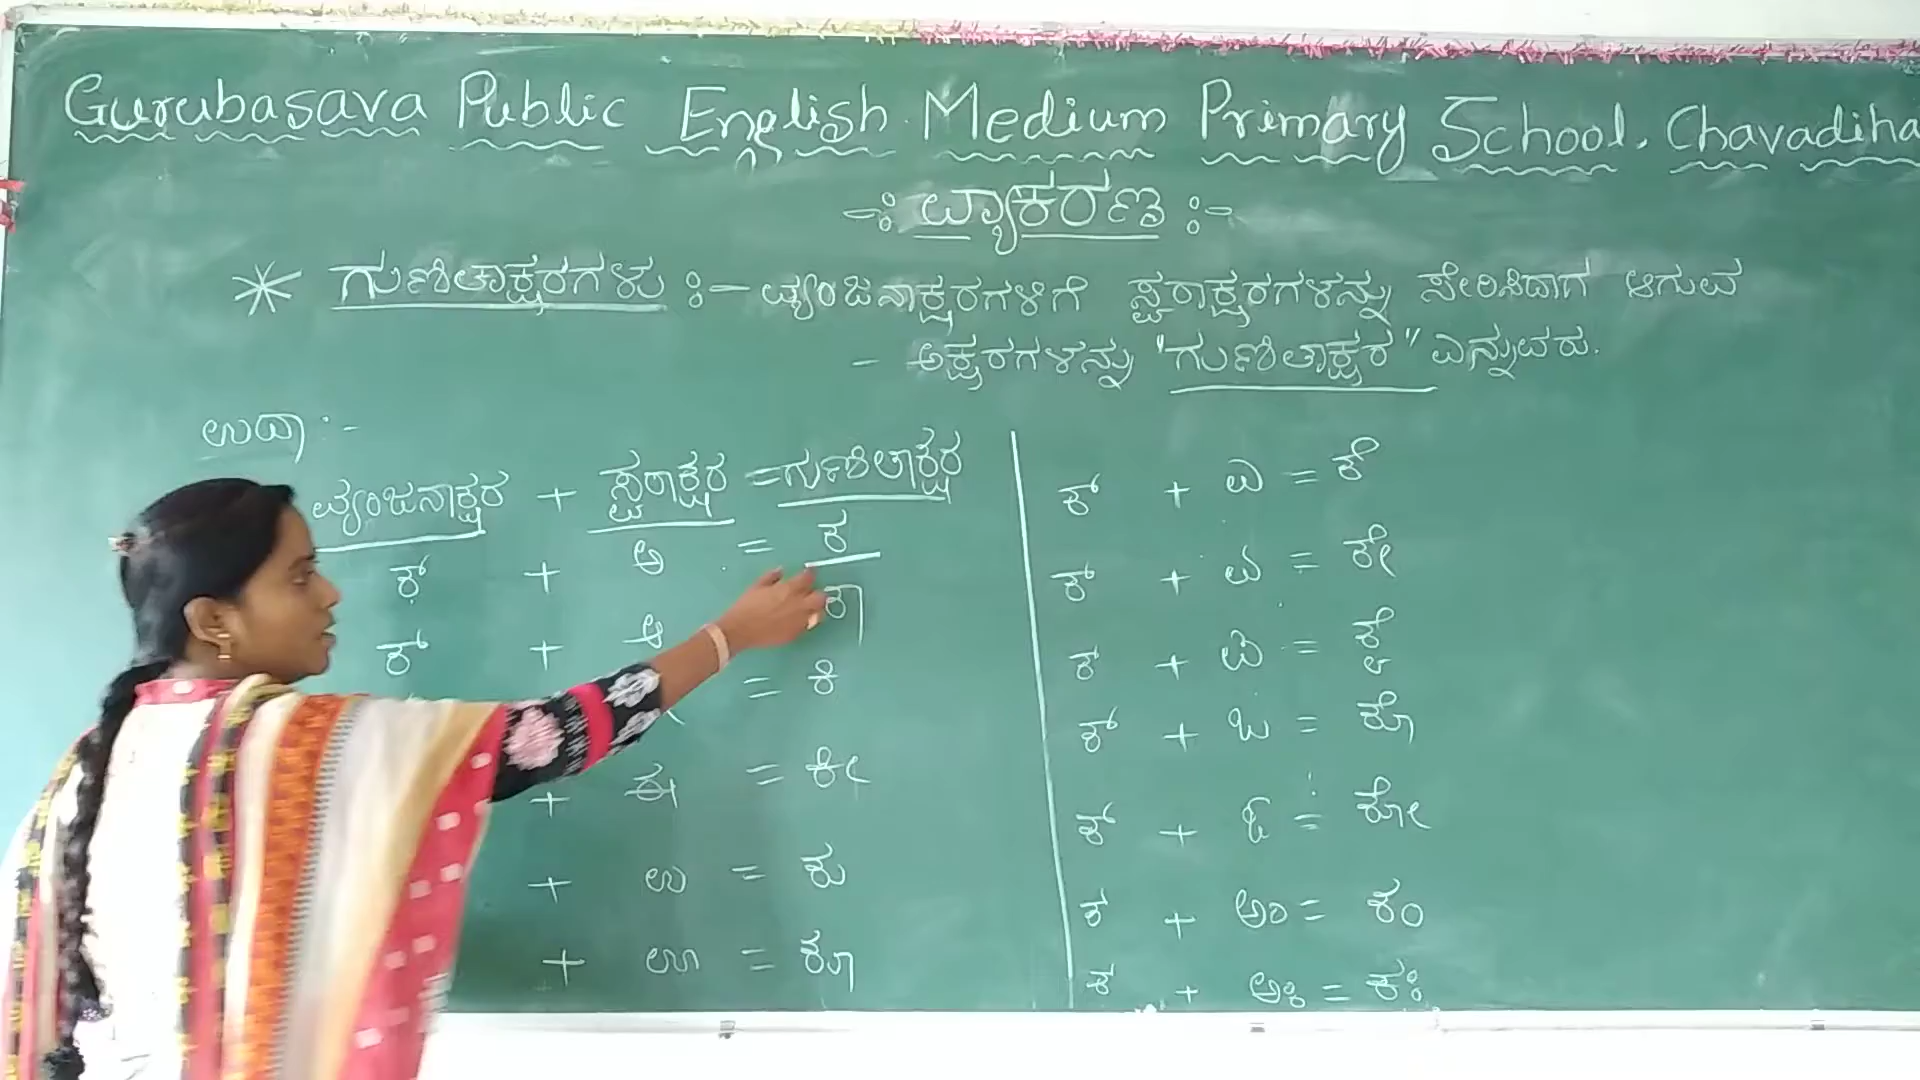 Gurubasava Public English Medium Primary School. Chavadiha
-: ವ್ಯಾಕರಣ :-
* ಗುಣಿತಾಕ್ಷರಗಳು :- ವ್ಯಂಜನಾಕ್ಷರಗಳಿಗೆ ಸ್ವರಾಕ್ಷರಗಳನ್ನು ಸೇರಿಸಿದಾಗ ಆಗುವ
- ಅಕ್ಷರಗಳನ್ನು "ಗುಣಿತಾಕ್ಷರ" ಎನ್ನುವರು.
ಉದಾ :-
ವ್ಯಂಜನಾಕ್ಷರ + ಸ್ವರಾಕ್ಷರ = ಗುಣಿತಾಕ್ಷರ
ಕ್ + ಅ = ಕ
ಕ್ + ಆ ಕಾ
= ಕಿ
+ ಈ = ಕೀ
+ ಉ = ಕು
+ ಊ = ಕೂ
ಕ್ + ಎ = ಕೆ
ಕ್ + ಏ = ಕೇ
ಕ್ + ಐ = ಕೈ
ಕ್ + ಒ = ಕೊ
ಕ್ + ಓ = ಕೋ
ಕ + ಅಂ = ಕಂ
ಕ + ಅಃ = ಕಃ